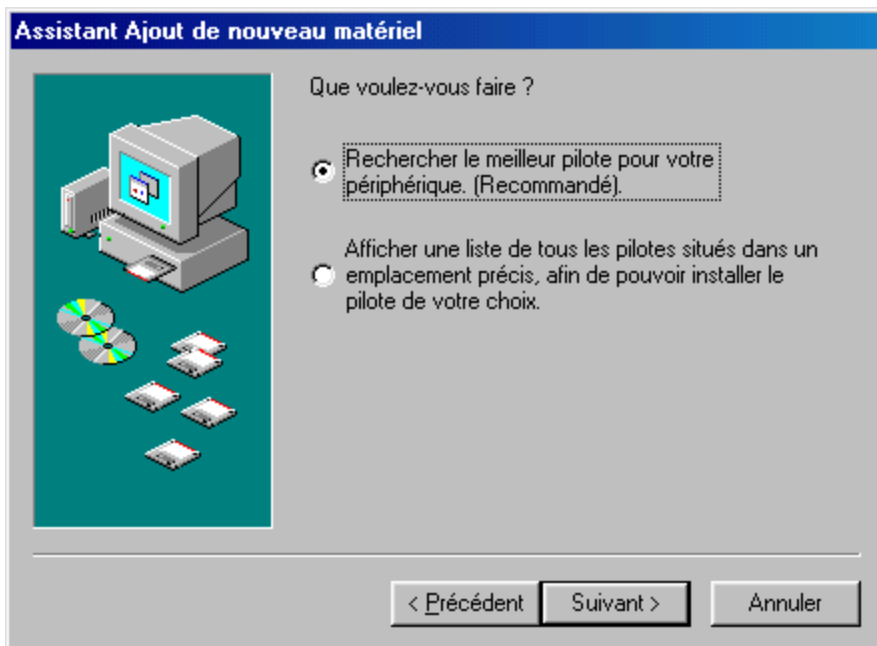 Assistant Ajout de nouveau matériel
Que voulez-vous faire ?
Rechercher le meilleur pilote pour votre
périphérique. (Recommandé).
Afficher une liste de tous les pilotes situés dans un
emplacement précis, afin de pouvoir installer le
pilote de votre choix.
< Précédent
Suivant >
Annuler